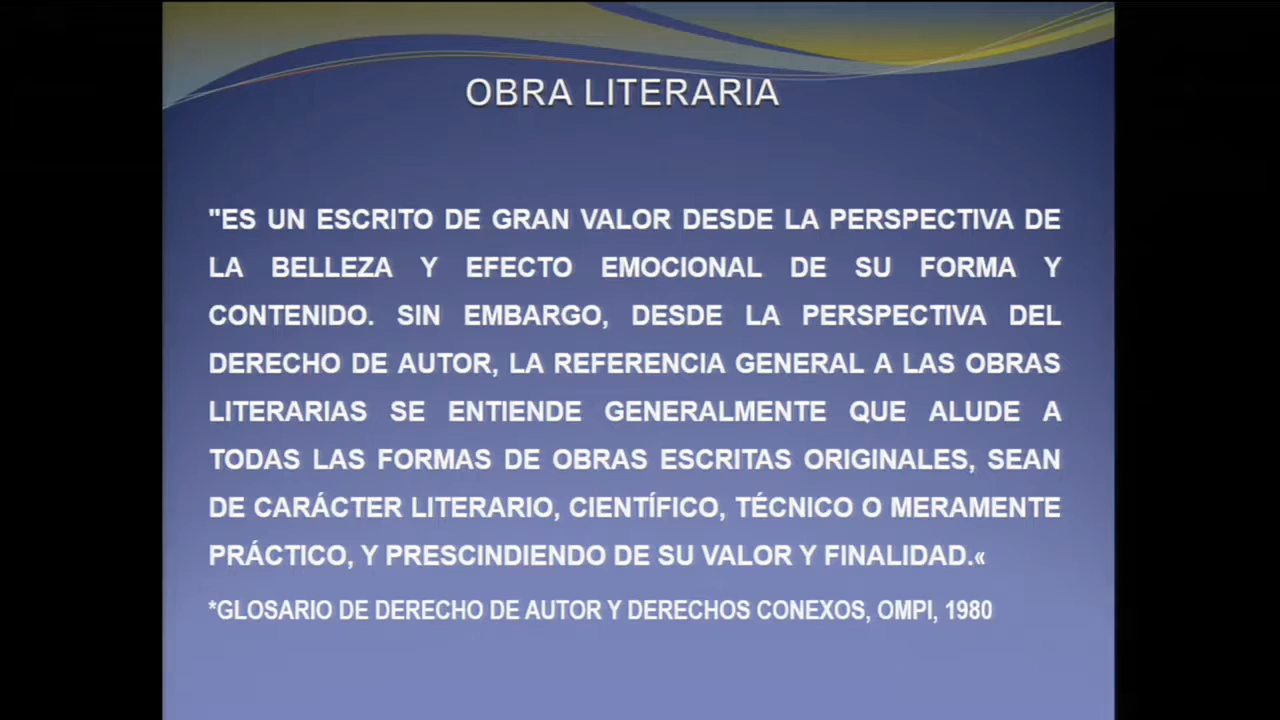 OBRA LITERARIA
"ES UN ESCRITO DE GRAN VALOR DESDE LA PERSPECTIVA DE
LA BELLEZA Y EFECTO EMOCIONAL DE SU FORMA Y
CONTENIDO. SIN EMBARGO, DESDE LA PERSPECTIVA DEL
DERECHO DE AUTOR, LA REFERENCIA GENERAL A LAS OBRAS
LITERARIAS SE ENTIENDE GENERALMENTE QUE ALUDE A
TODAS LAS FORMAS DE OBRAS ESCRITAS ORIGINALES, SEAN
DE CARÁCTER LITERARIO, CIENTÍFICO, TÉCNICO O MERAMENTE
PRÁCTICO, Y PRESCINDIENDO DE SU VALOR Y FINALIDAD.«
*GLOSARIO DE DERECHO DE AUTOR Y DERECHOS CONEXOS, OMPI, 1980